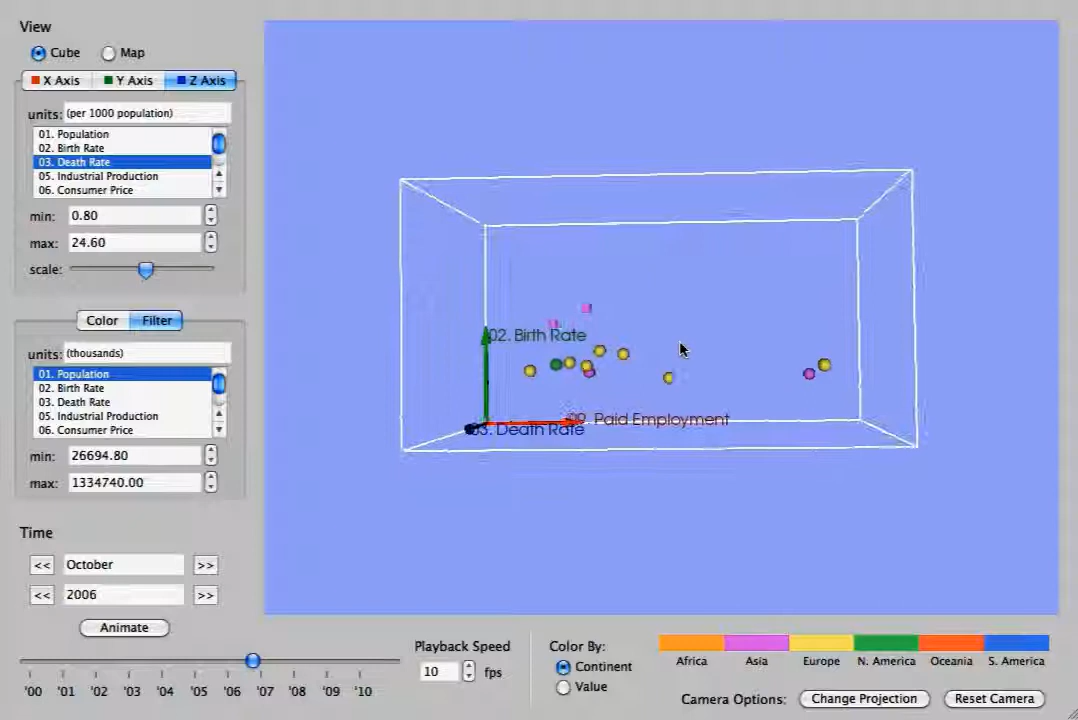 View
Cube
Map
X Axis
Y Axis
Z Axis
units: (per 1000 population)
01. Population
02. Birth Rate
03. Death Rate
05. Industrial Production
06. Consumer Price
min: 0.80
max: 24.60
scale:
Color
Filter
units: (thousands)
01. Population
02. Birth Rate
03. Death Rate
05. Industrial Production
06. Consumer Price
min: 26694.80
max: 1334740.00
Time
<< October >>
<< 2006 >>
Animate
'00 '01 '02 '03 '04 '05 '06 '07 '08 '09 '10
02. Birth Rate
09. Paid Employment
03. Death Rate
Playback Speed
10 fps
Color By:
Continent
Value
Africa Asia Europe N. America Oceania S. America
Camera Options: Change Projection Reset Camera